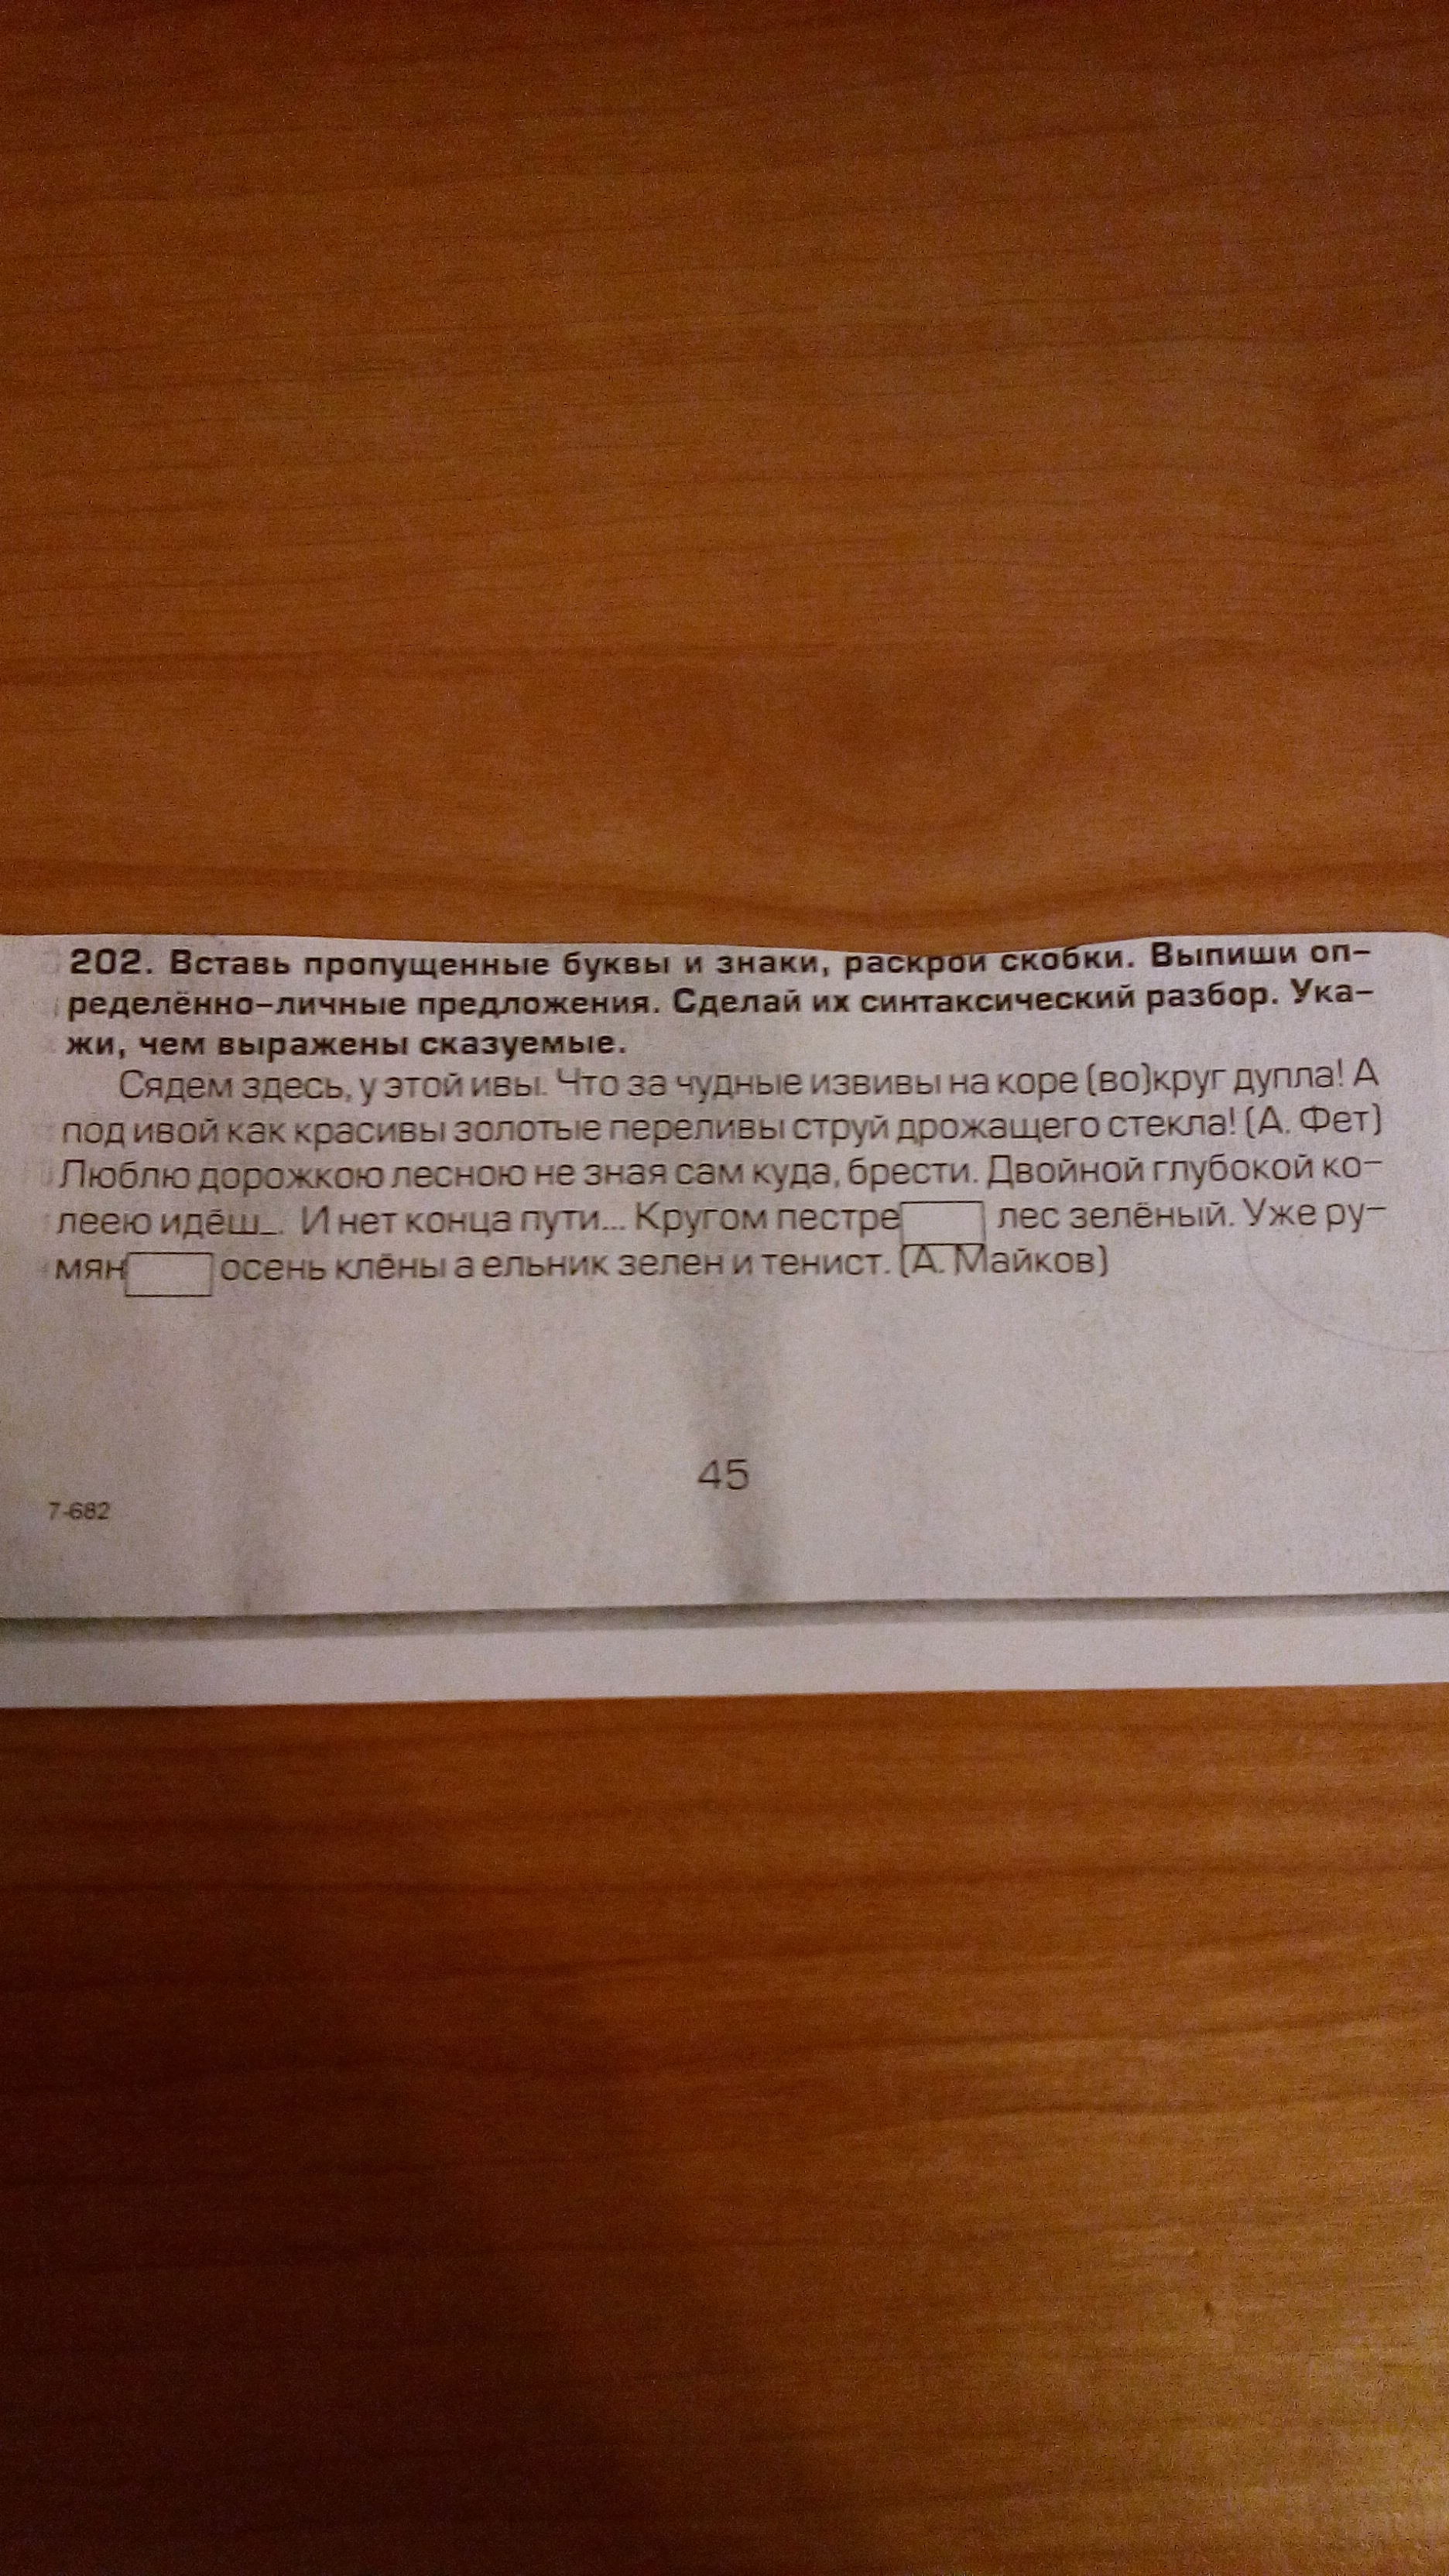 202. Вставь пропущенные буквы и знаки, раскрой скобки. Выпиши оп-
ределённо-личные предложения. Сделай их синтаксический разбор. Ука-
жи, чем выражены сказуемые.
Сядем здесь, у этой ивы. Что за чудные извивы на коре (во)круг дупла! А
под ивой как красивы золотые переливы струй дрожащего стекла! (А. Фет)
Люблю дорожкою лесною не зная сам куда, брести. Двойной глубокой ко-
леею идёш_. И нет конца пути... Кругом пестре лес зелёный. Уже ру-
мян осень клёны а ельник зелен и тенист. (А. Майков)
45
7-682